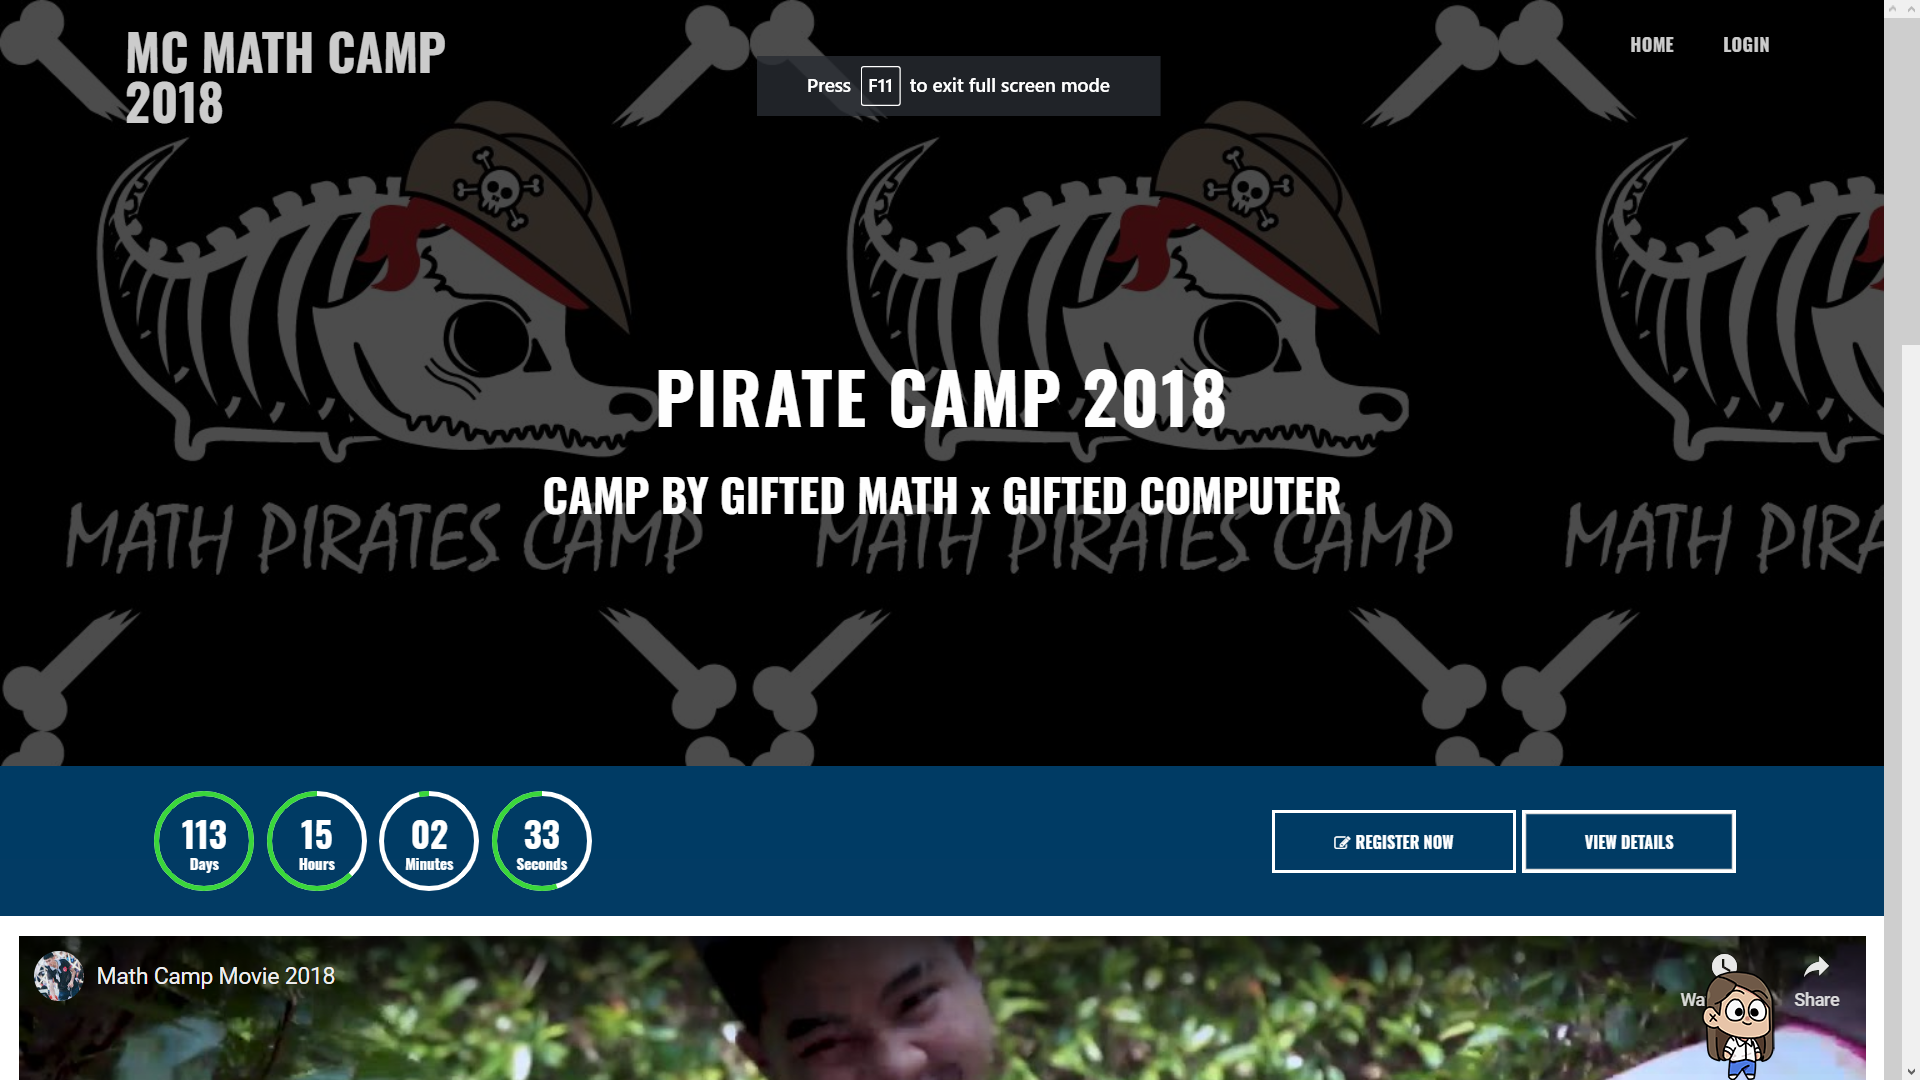 MC MATH CAMP
2018
HOME
LOGIN
Press F11 to exit full screen mode
PIRATE CAMP 2018
CAMP BY GIFTED MATH x GIFTED COMPUTER
MATH PIRATES CAMP
MATH PIRATES CAMP
MATH PIRA
113
Days
15
Hours
02
Minutes
33
Seconds
REGISTER NOW
VIEW DETAILS
Math Camp Movie 2018
Wa
Share